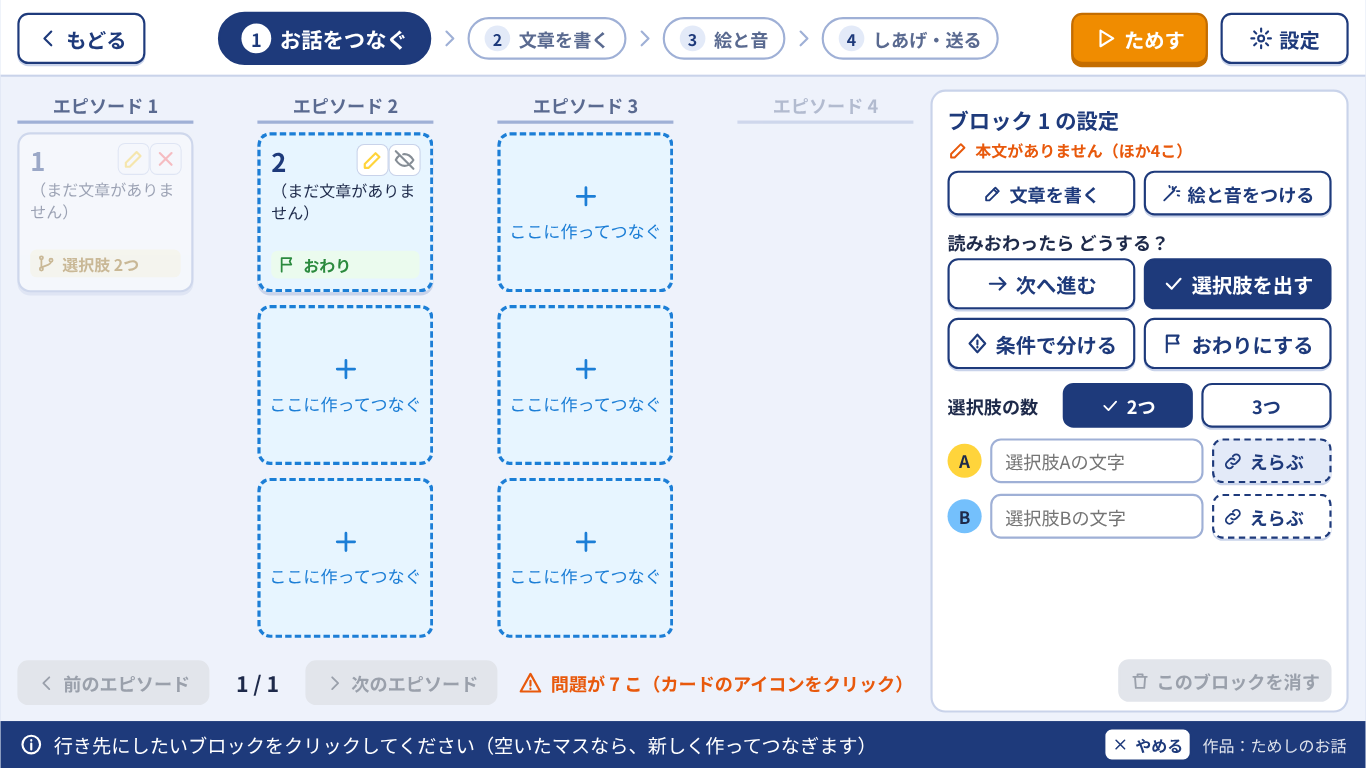 もどる
1 お話をつなぐ
2 文章を書く
3 絵と音
4 しあげ・送る
ためす
設定
エピソード 1
エピソード 2
エピソード 3
エピソード 4
1
（まだ文章がありま
せん）
選択肢 2つ
2
（まだ文章がありま
せん）
おわり
ここに作ってつなぐ
ここに作ってつなぐ
ここに作ってつなぐ
ここに作ってつなぐ
ここに作ってつなぐ
前のエピソード
1 / 1
次のエピソード
問題が 7 こ（カードのアイコンをクリック）
ブロック 1 の設定
本文がありません（ほか4こ）
文章を書く
絵と音をつける
読みおわったら どうする？
次へ進む
選択肢を出す
条件で分ける
おわりにする
選択肢の数
2つ
3つ
A 選択肢Aの文字 えらぶ
B 選択肢Bの文字 えらぶ
このブロックを消す
行き先にしたいブロックをクリックしてください（空いたマスなら、新しく作ってつなぎます）
やめる
作品：ためしのお話